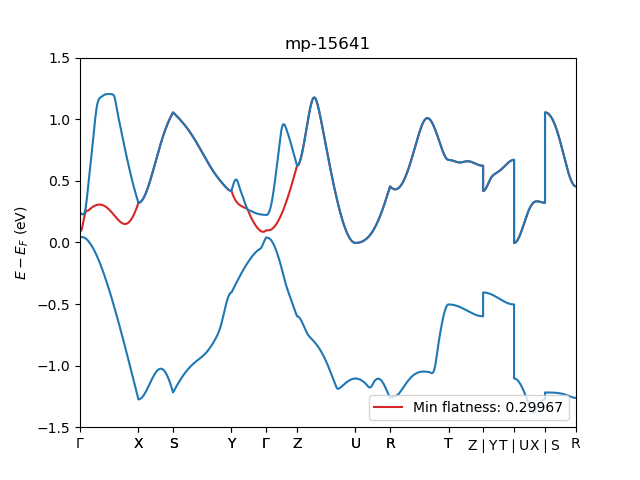 mp-15641
1.5
1.0
0.5
0.0
−0.5
−1.0
−1.5
E − E_F (eV)
Min flatness: 0.29967
Γ X S Y Γ Z U R T Z | Y T | U X | S R